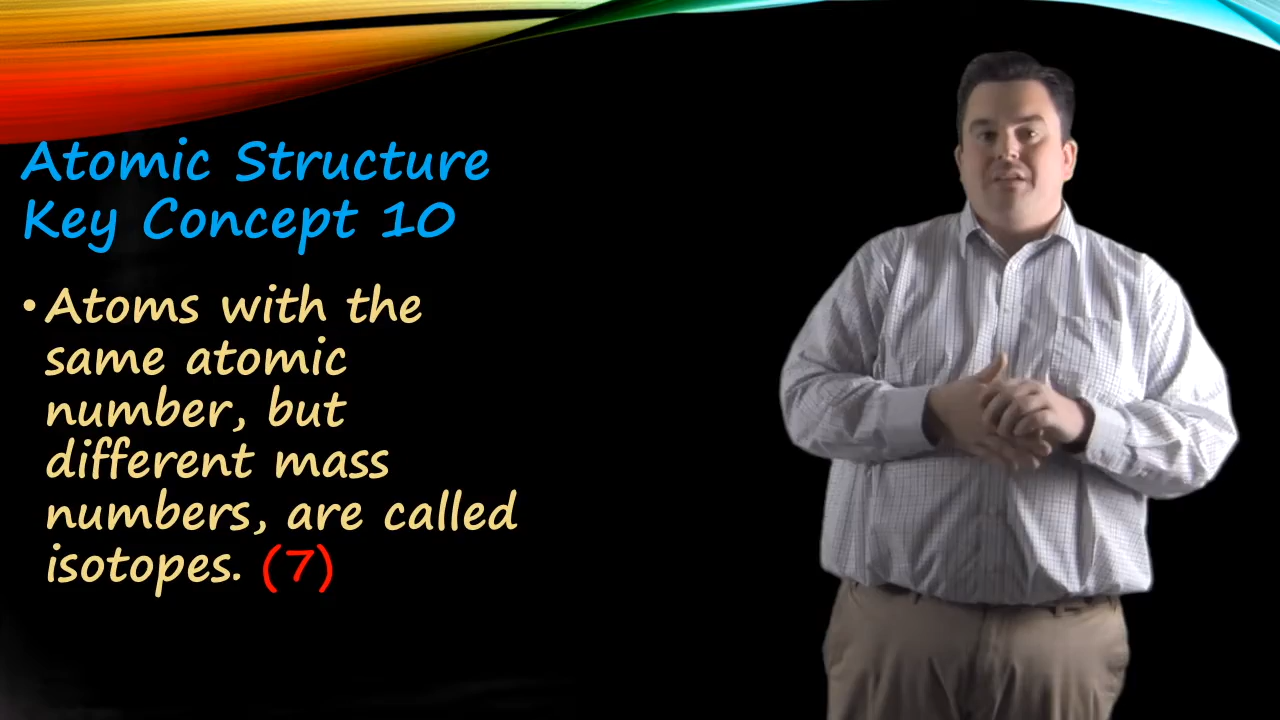 Atomic Structure
Key Concept 10
• Atoms with the
same atomic
number, but
different mass
numbers, are called
isotopes. (7)